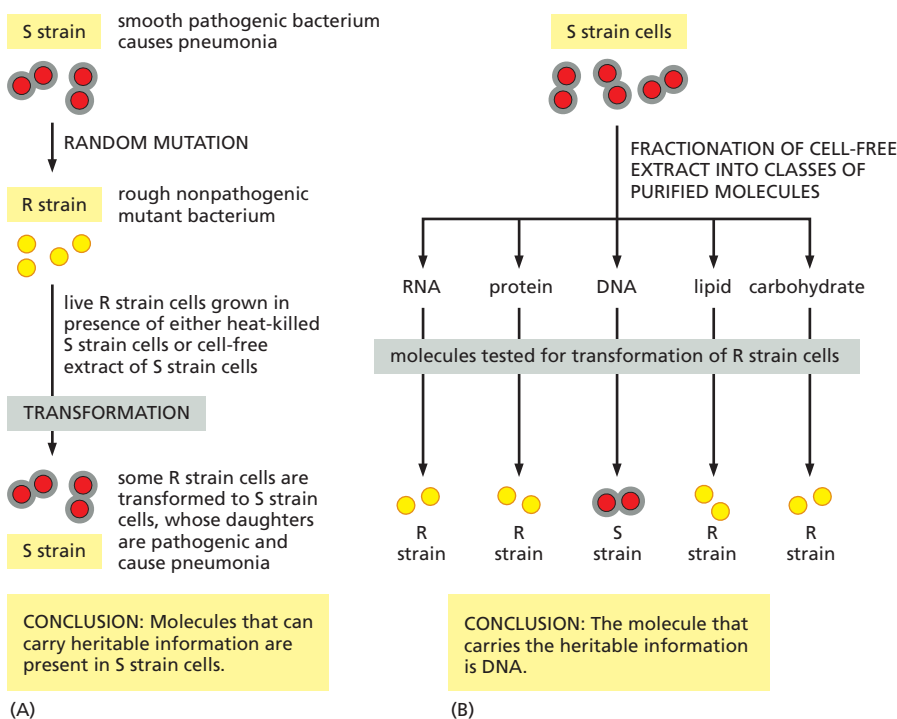 S strain
smooth pathogenic bacterium
causes pneumonia
RANDOM MUTATION
R strain
rough nonpathogenic
mutant bacterium
live R strain cells grown in
presence of either heat-killed
S strain cells or cell-free
extract of S strain cells
TRANSFORMATION
some R strain cells are
transformed to S strain
cells, whose daughters
are pathogenic and
cause pneumonia
S strain
CONCLUSION: Molecules that can
carry heritable information are
present in S strain cells.
(A)
S strain cells
FRACTIONATION OF CELL-FREE
EXTRACT INTO CLASSES OF
PURIFIED MOLECULES
RNA protein DNA lipid carbohydrate
molecules tested for transformation of R strain cells
R R S R R
strain strain strain strain strain
CONCLUSION: The molecule that
carries the heritable information
is DNA.
(B)